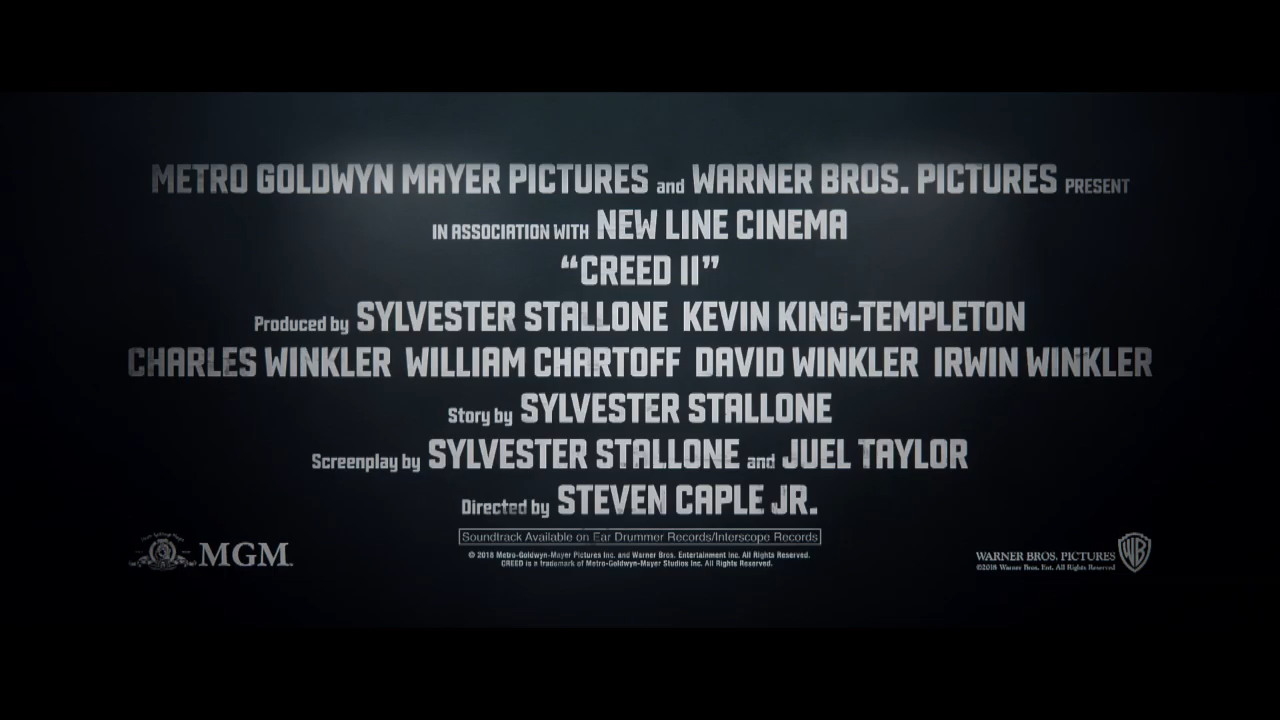 METRO GOLDWYN MAYER PICTURES and WARNER BROS. PICTURES PRESENT
IN ASSOCIATION WITH NEW LINE CINEMA
“CREED II”
Produced by SYLVESTER STALLONE KEVIN KING-TEMPLETON
CHARLES WINKLER WILLIAM CHARTOFF DAVID WINKLER IRWIN WINKLER
Story by SYLVESTER STALLONE
Screenplay by SYLVESTER STALLONE and JUEL TAYLOR
Directed by STEVEN CAPLE JR.
Soundtrack Available on Ear Drummer Records/Interscope Records
© 2018 Metro-Goldwyn-Mayer Pictures Inc. and Warner Bros. Entertainment Inc. All Rights Reserved.
CREED is a trademark of Metro-Goldwyn-Mayer Studios Inc. All Rights Reserved.
MGM
WARNER BROS. PICTURES WB
©2018 Warner Bros. Ent. All Rights Reserved